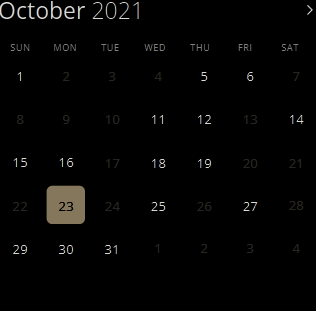 October 2021
SUN MON TUE WED THU FRI SAT
1 2 3 4 5 6 7
8 9 10 11 12 13 14
15 16 17 18 19 20 21
22 23 24 25 26 27 28
29 30 31 1 2 3 4